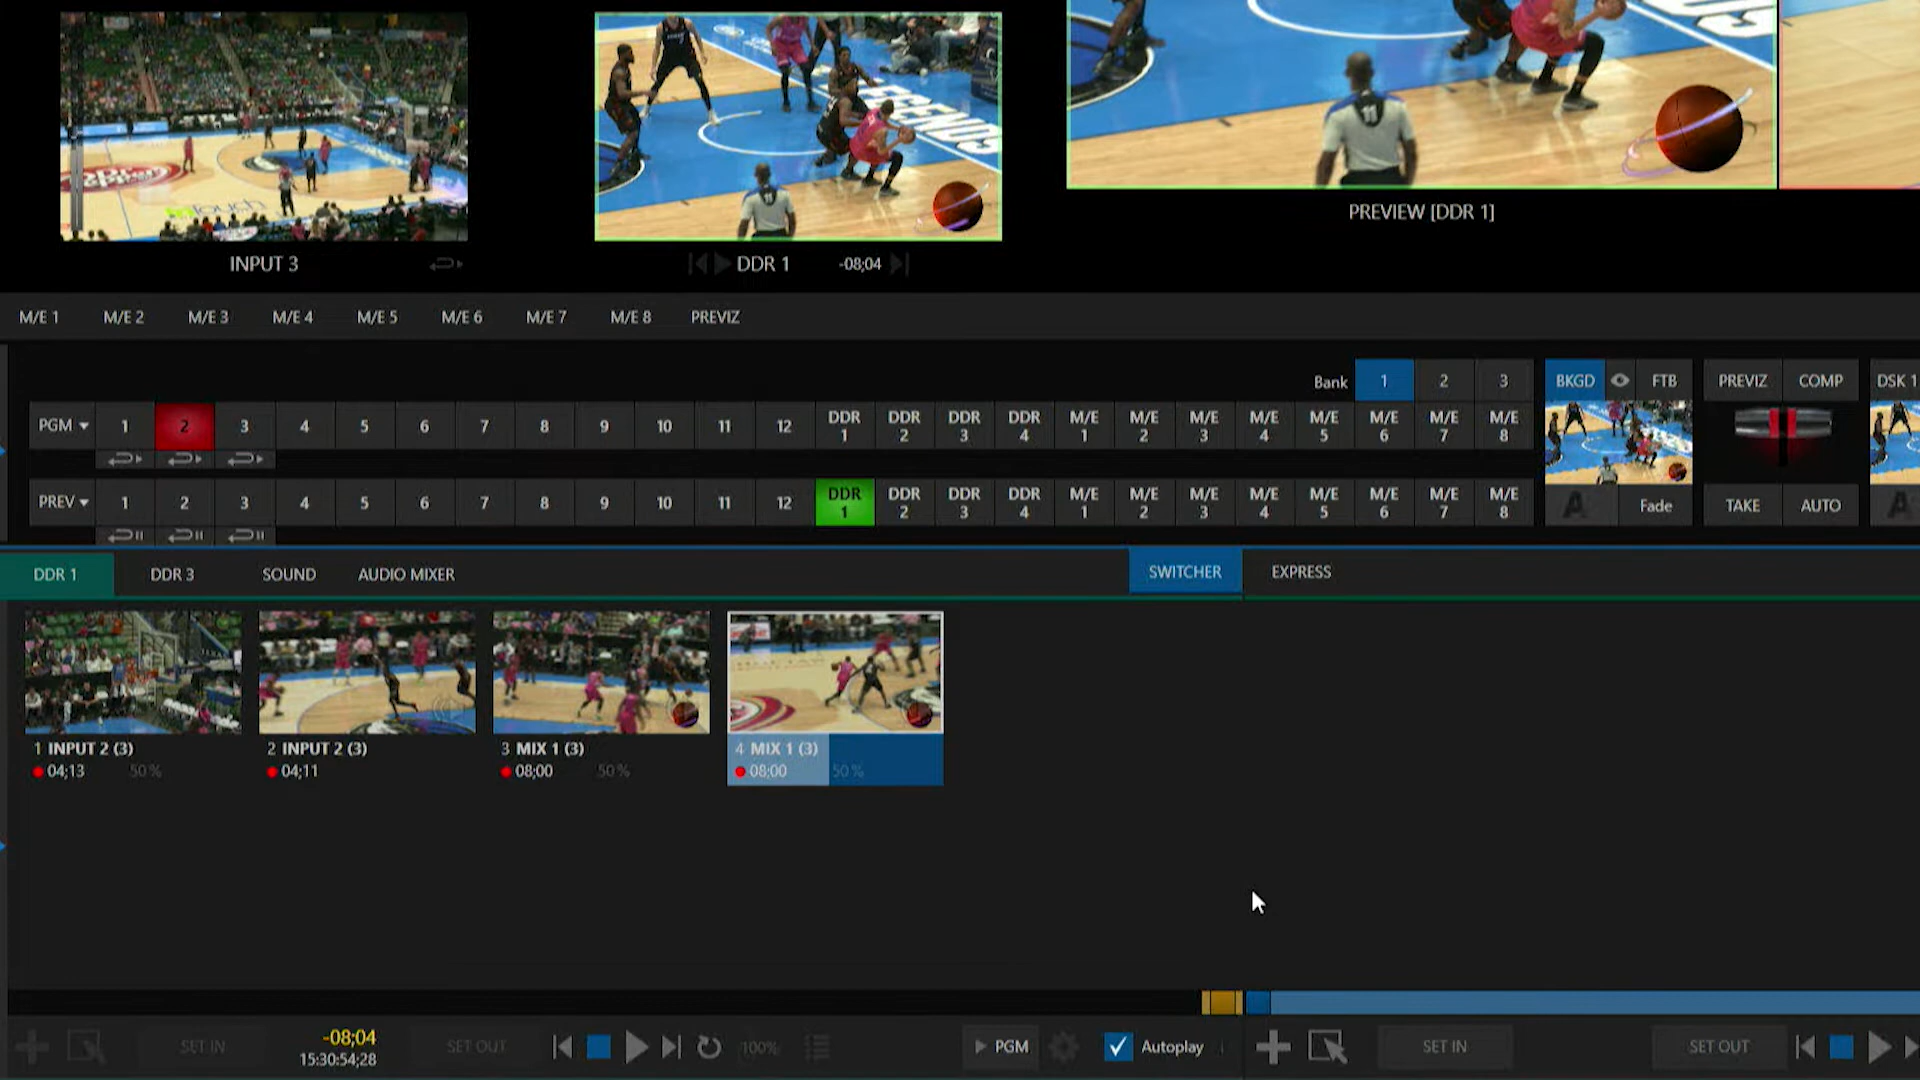 LEGENDS
11
INPUT 3
DDR 1
-08;04
PREVIEW [DDR 1]
M/E 1
M/E 2
M/E 3
M/E 4
M/E 5
M/E 6
M/E 7
M/E 8
PREVIZ
Bank
1
2
3
BKGD
FTB
PREVIZ
COMP
DSK 1
PGM
1
2
3
4
5
6
7
8
9
10
11
12
DDR 1
DDR 2
DDR 3
DDR 4
M/E 1
M/E 2
M/E 3
M/E 4
M/E 5
M/E 6
M/E 7
M/E 8
PREV
1
2
3
4
5
6
7
8
9
10
11
12
DDR 1
DDR 2
DDR 3
DDR 4
M/E 1
M/E 2
M/E 3
M/E 4
M/E 5
M/E 6
M/E 7
M/E 8
A
Fade
TAKE
AUTO
DDR 1
DDR 3
SOUND
AUDIO MIXER
SWITCHER
EXPRESS
1 INPUT 2 (3)
04;13 50%
2 INPUT 2 (3)
04;11
3 MIX 1 (3)
08;00 50%
4 MIX 1 (3)
08;00 50%
SET IN
-08;04
15:30:54;28
SET OUT
100%
PGM
Autoplay
SET IN
SET OUT